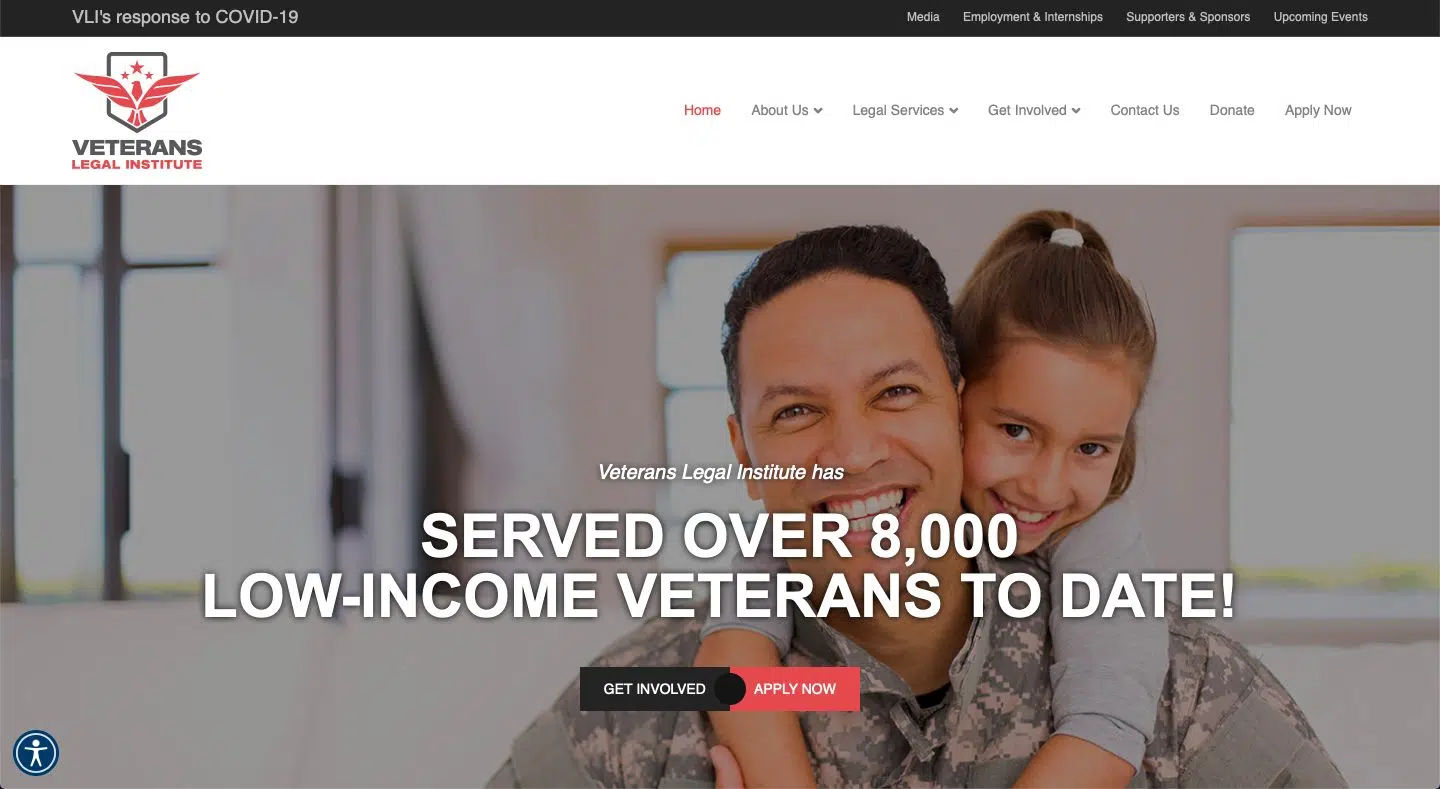 VLI's response to COVID-19
Media Employment & Internships Supporters & Sponsors Upcoming Events
VETERANS
LEGAL INSTITUTE
Home About Us Legal Services Get Involved Contact Us Donate Apply Now
Veterans Legal Institute has
SERVED OVER 8,000
LOW-INCOME VETERANS TO DATE!
GET INVOLVED APPLY NOW